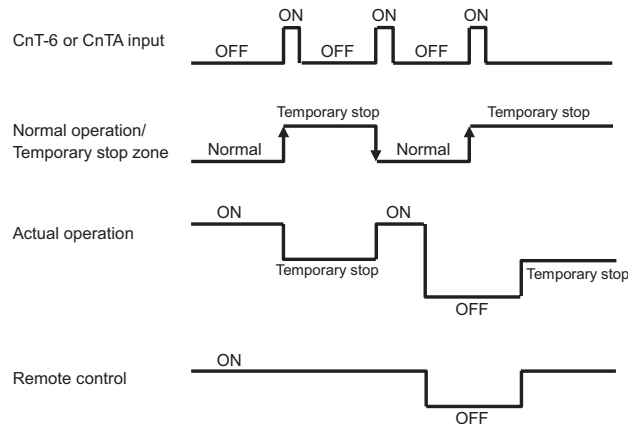 ON ON ON
CnT-6 or CnTA input
OFF OFF OFF
Temporary stop Temporary stop
Normal operation/
Temporary stop zone
Normal Normal
ON ON
Actual operation
Temporary stop Temporary stop
OFF
ON
Remote control
OFF